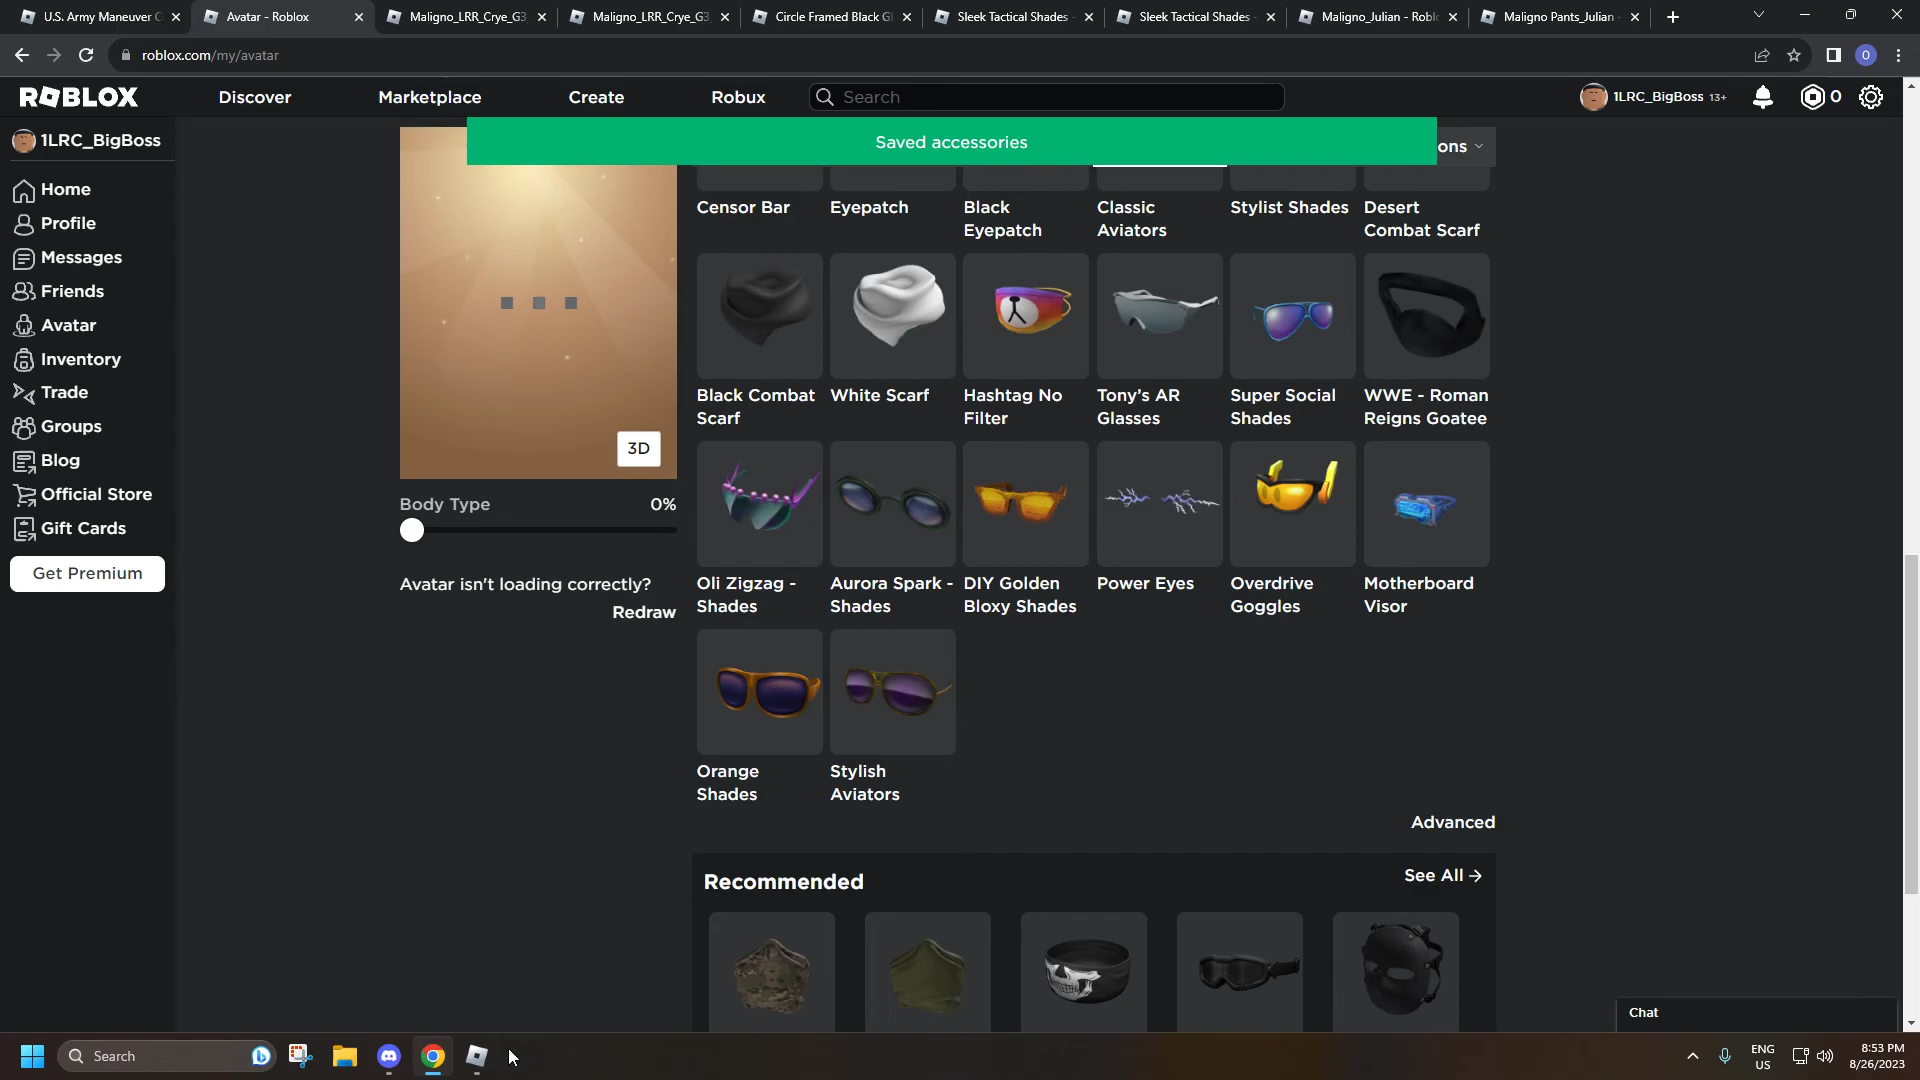 U.S. Army Maneuver C
Avatar - Roblox
Maligno_LRR_Crye_G3
Maligno_LRR_Crye_G3
Circle Framed Black Gl
Sleek Tactical Shades -
Sleek Tactical Shades -
Maligno_Julian - Robl
Maligno Pants_Julian -
roblox.com/my/avatar
O
ROBLOX
Discover
Marketplace
Create
Robux
Search
1LRC_BigBoss 13+
0
1LRC_BigBoss
Saved accessories
ons
Home
Profile
Messages
Friends
Avatar
Inventory
Trade
Groups
Blog
Official Store
Gift Cards
Get Premium
3D
Body Type 0%
Avatar isn't loading correctly?
Redraw
Censor Bar
Eyepatch
Black
Eyepatch
Classic
Aviators
Stylist Shades
Desert
Combat Scarf
Black Combat
Scarf
White Scarf
Hashtag No
Filter
Tony's AR
Glasses
Super Social
Shades
WWE - Roman
Reigns Goatee
Oli Zigzag -
Shades
Aurora Spark -
Shades
DIY Golden
Bloxy Shades
Power Eyes
Overdrive
Goggles
Motherboard
Visor
Orange
Shades
Stylish
Aviators
Advanced
Recommended
See All
Chat
Search
ENG
US
8:53 PM
8/26/2023